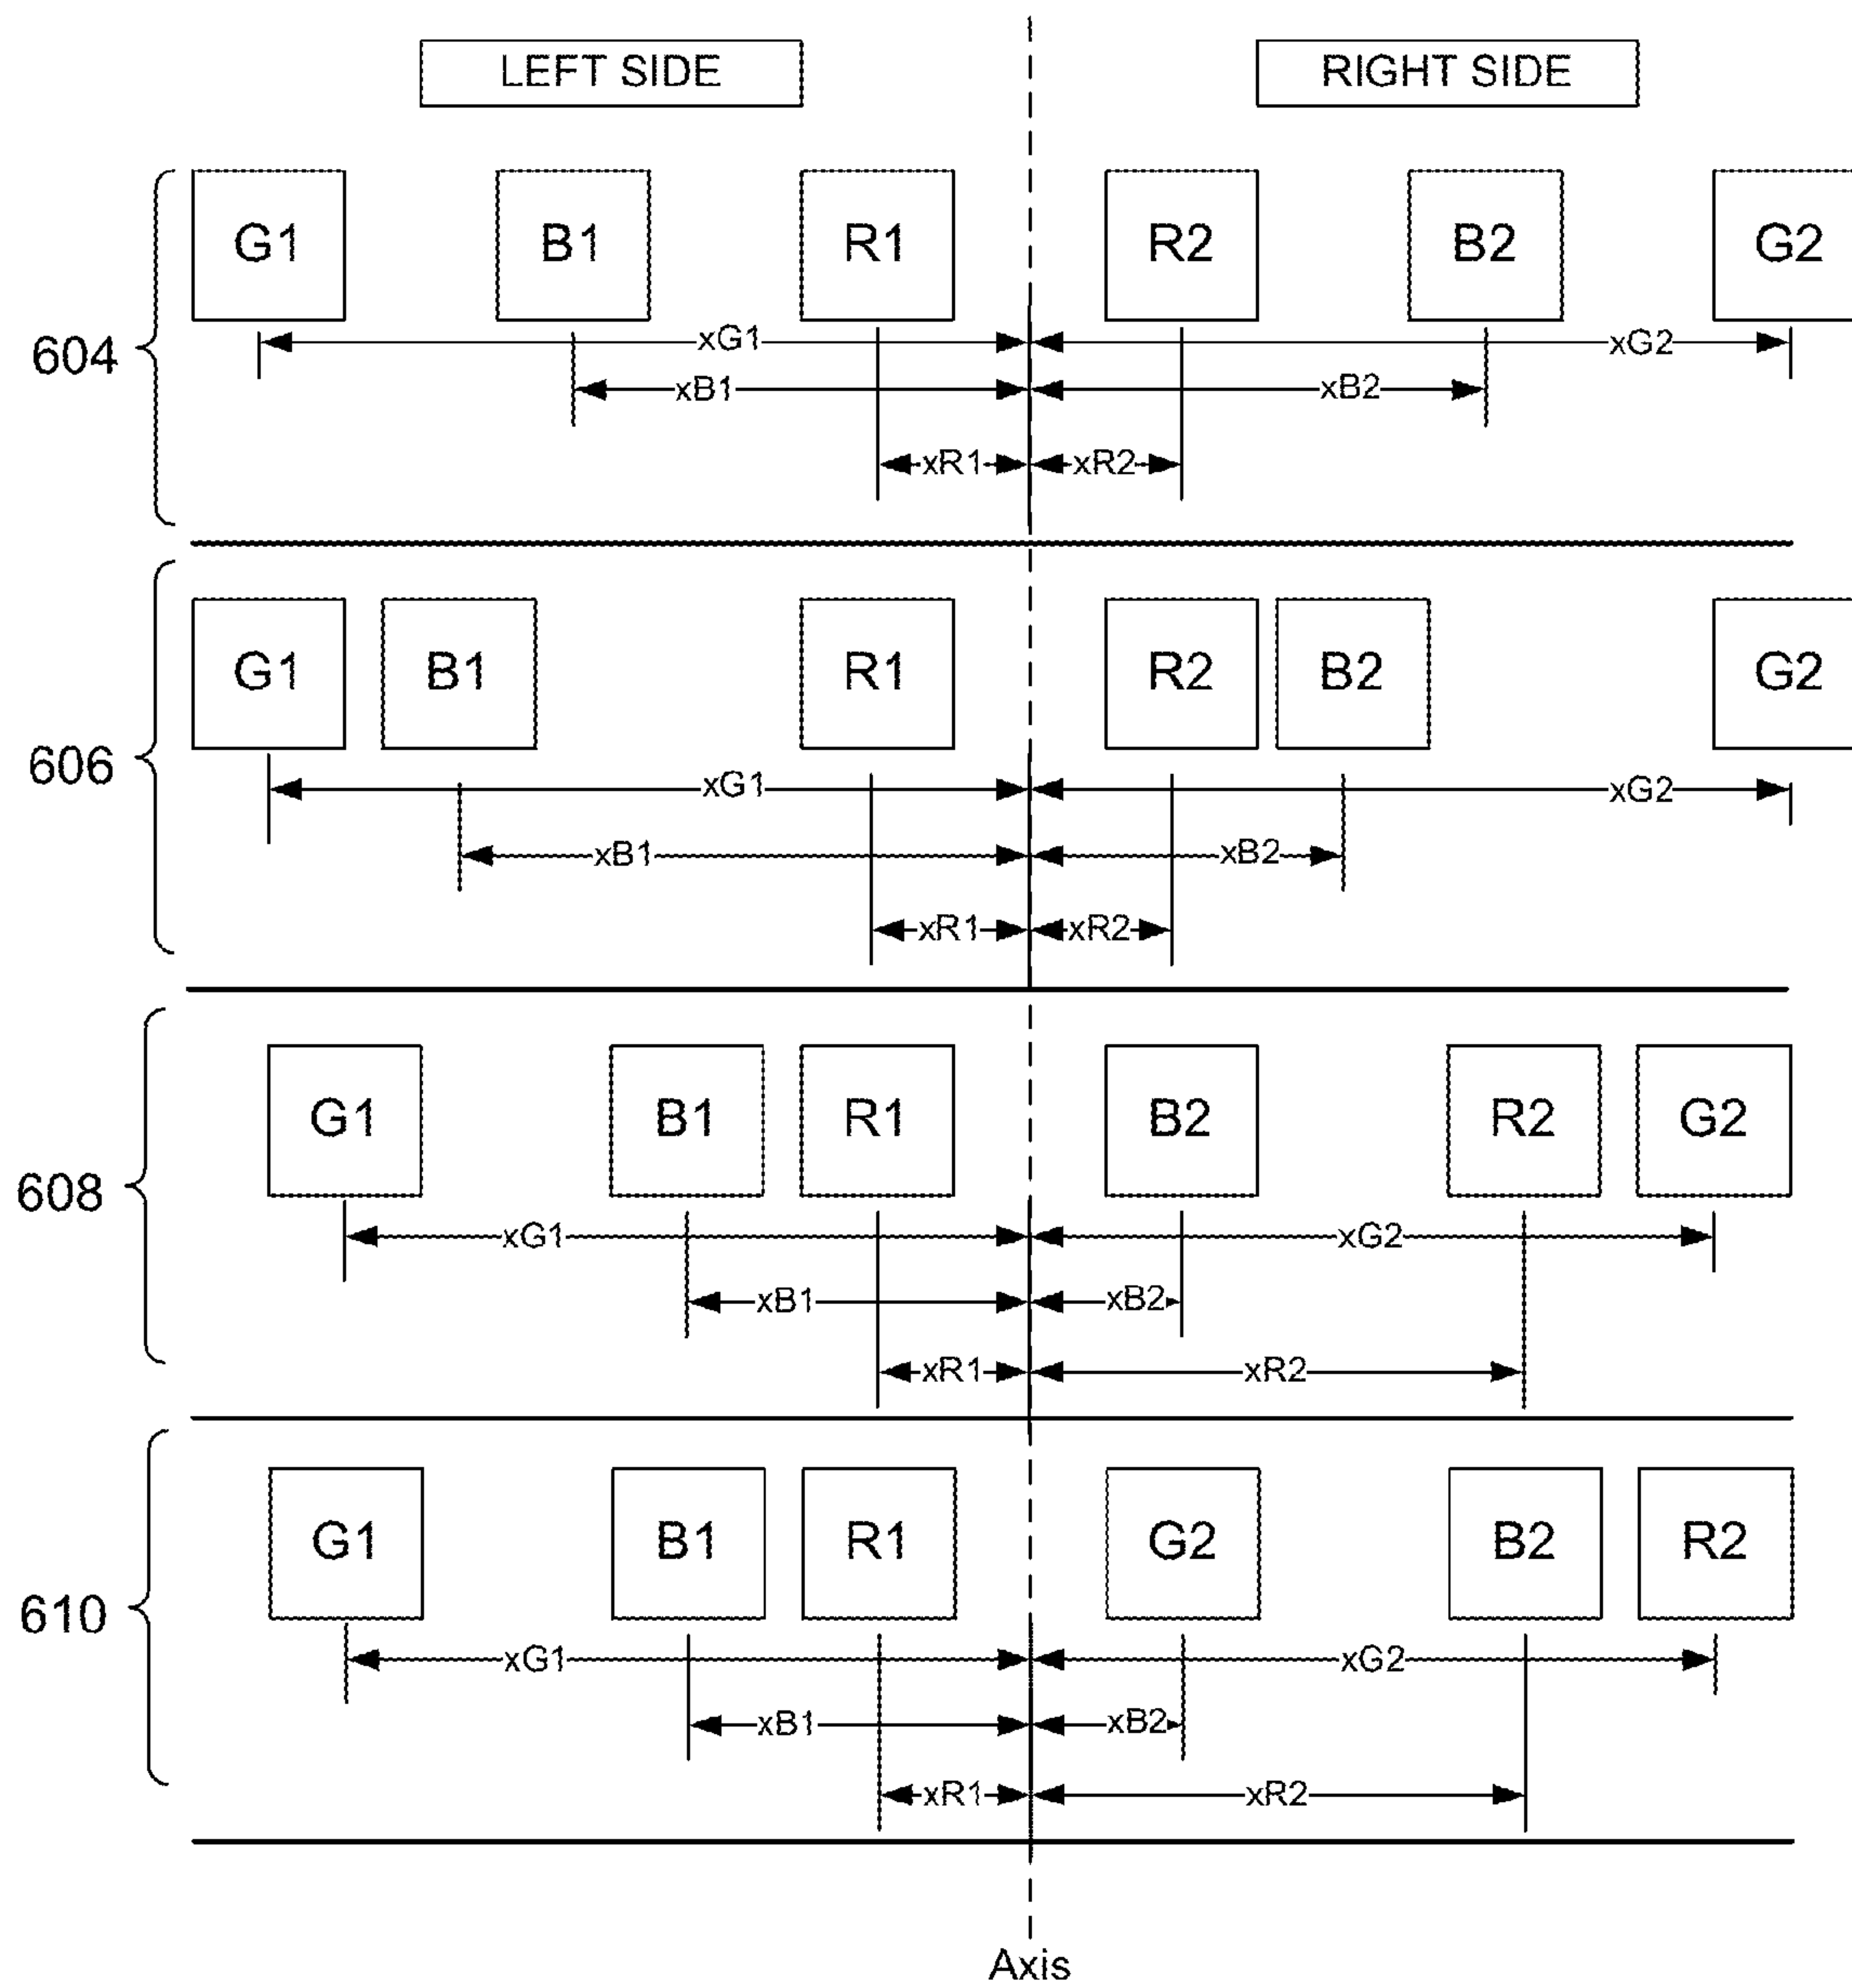 LEFT SIDE RIGHT SIDE
G1 B1 R1 R2 B2 G2
604
xG1 xG2
xB1 xB2
xR1 xR2
G1 B1 R1 R2 B2 G2
606
xG1 xG2
xB1 xB2
xR1 xR2
G1 B1 R1 B2 R2 G2
608
xG1 xG2
xB1 xB2
xR1 xR2
G1 B1 R1 G2 B2 R2
610
xG1 xG2
xB1 xB2
xR1 xR2
Axis